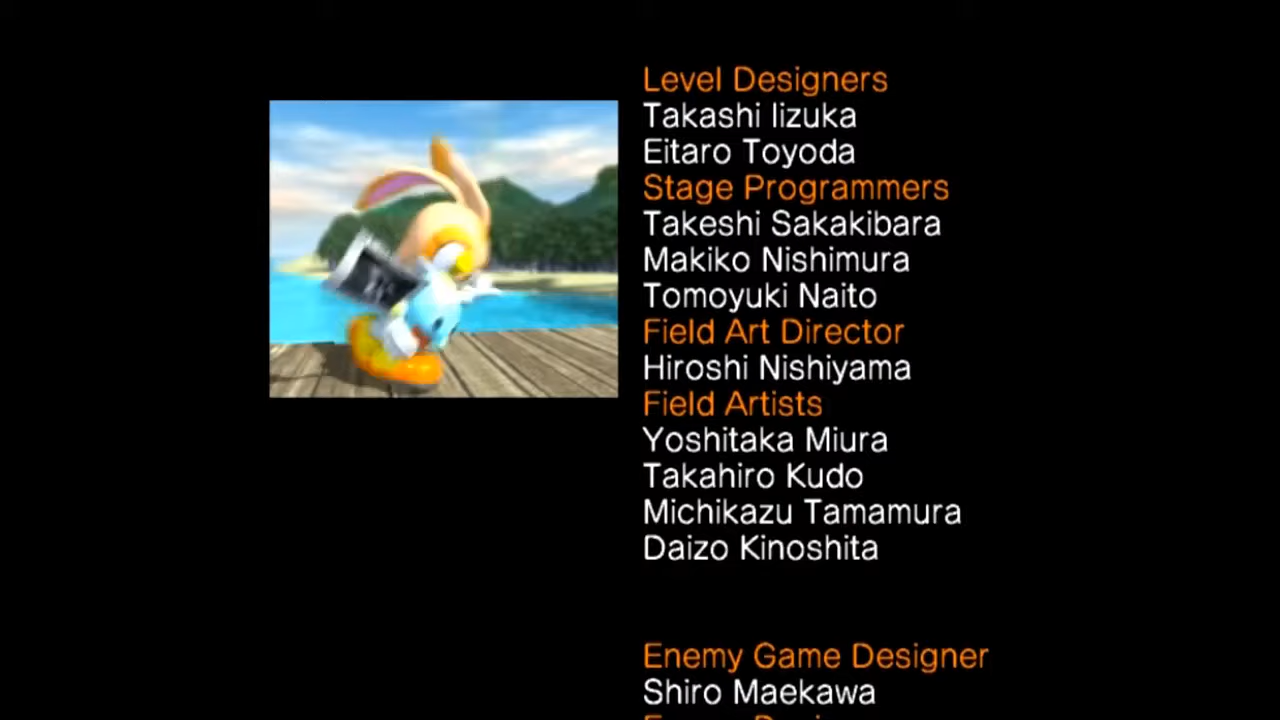 Level Designers
Takashi Iizuka
Eitaro Toyoda
Stage Programmers
Takeshi Sakakibara
Makiko Nishimura
Tomoyuki Naito
Field Art Director
Hiroshi Nishiyama
Field Artists
Yoshitaka Miura
Takahiro Kudo
Michikazu Tamamura
Daizo Kinoshita
Enemy Game Designer
Shiro Maekawa